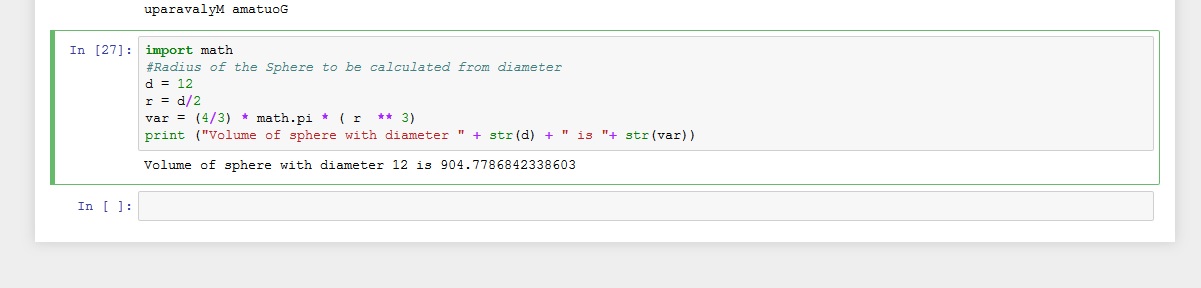 uparavalyM amatuoG
In [27]: import math
#Radius of the Sphere to be calculated from diameter
d = 12
r = d/2
var = (4/3) * math.pi * ( r  ** 3)
print ("Volume of sphere with diameter " + str(d) + " is "+ str(var))
Volume of sphere with diameter 12 is 904.7786842338603
In [ ]: